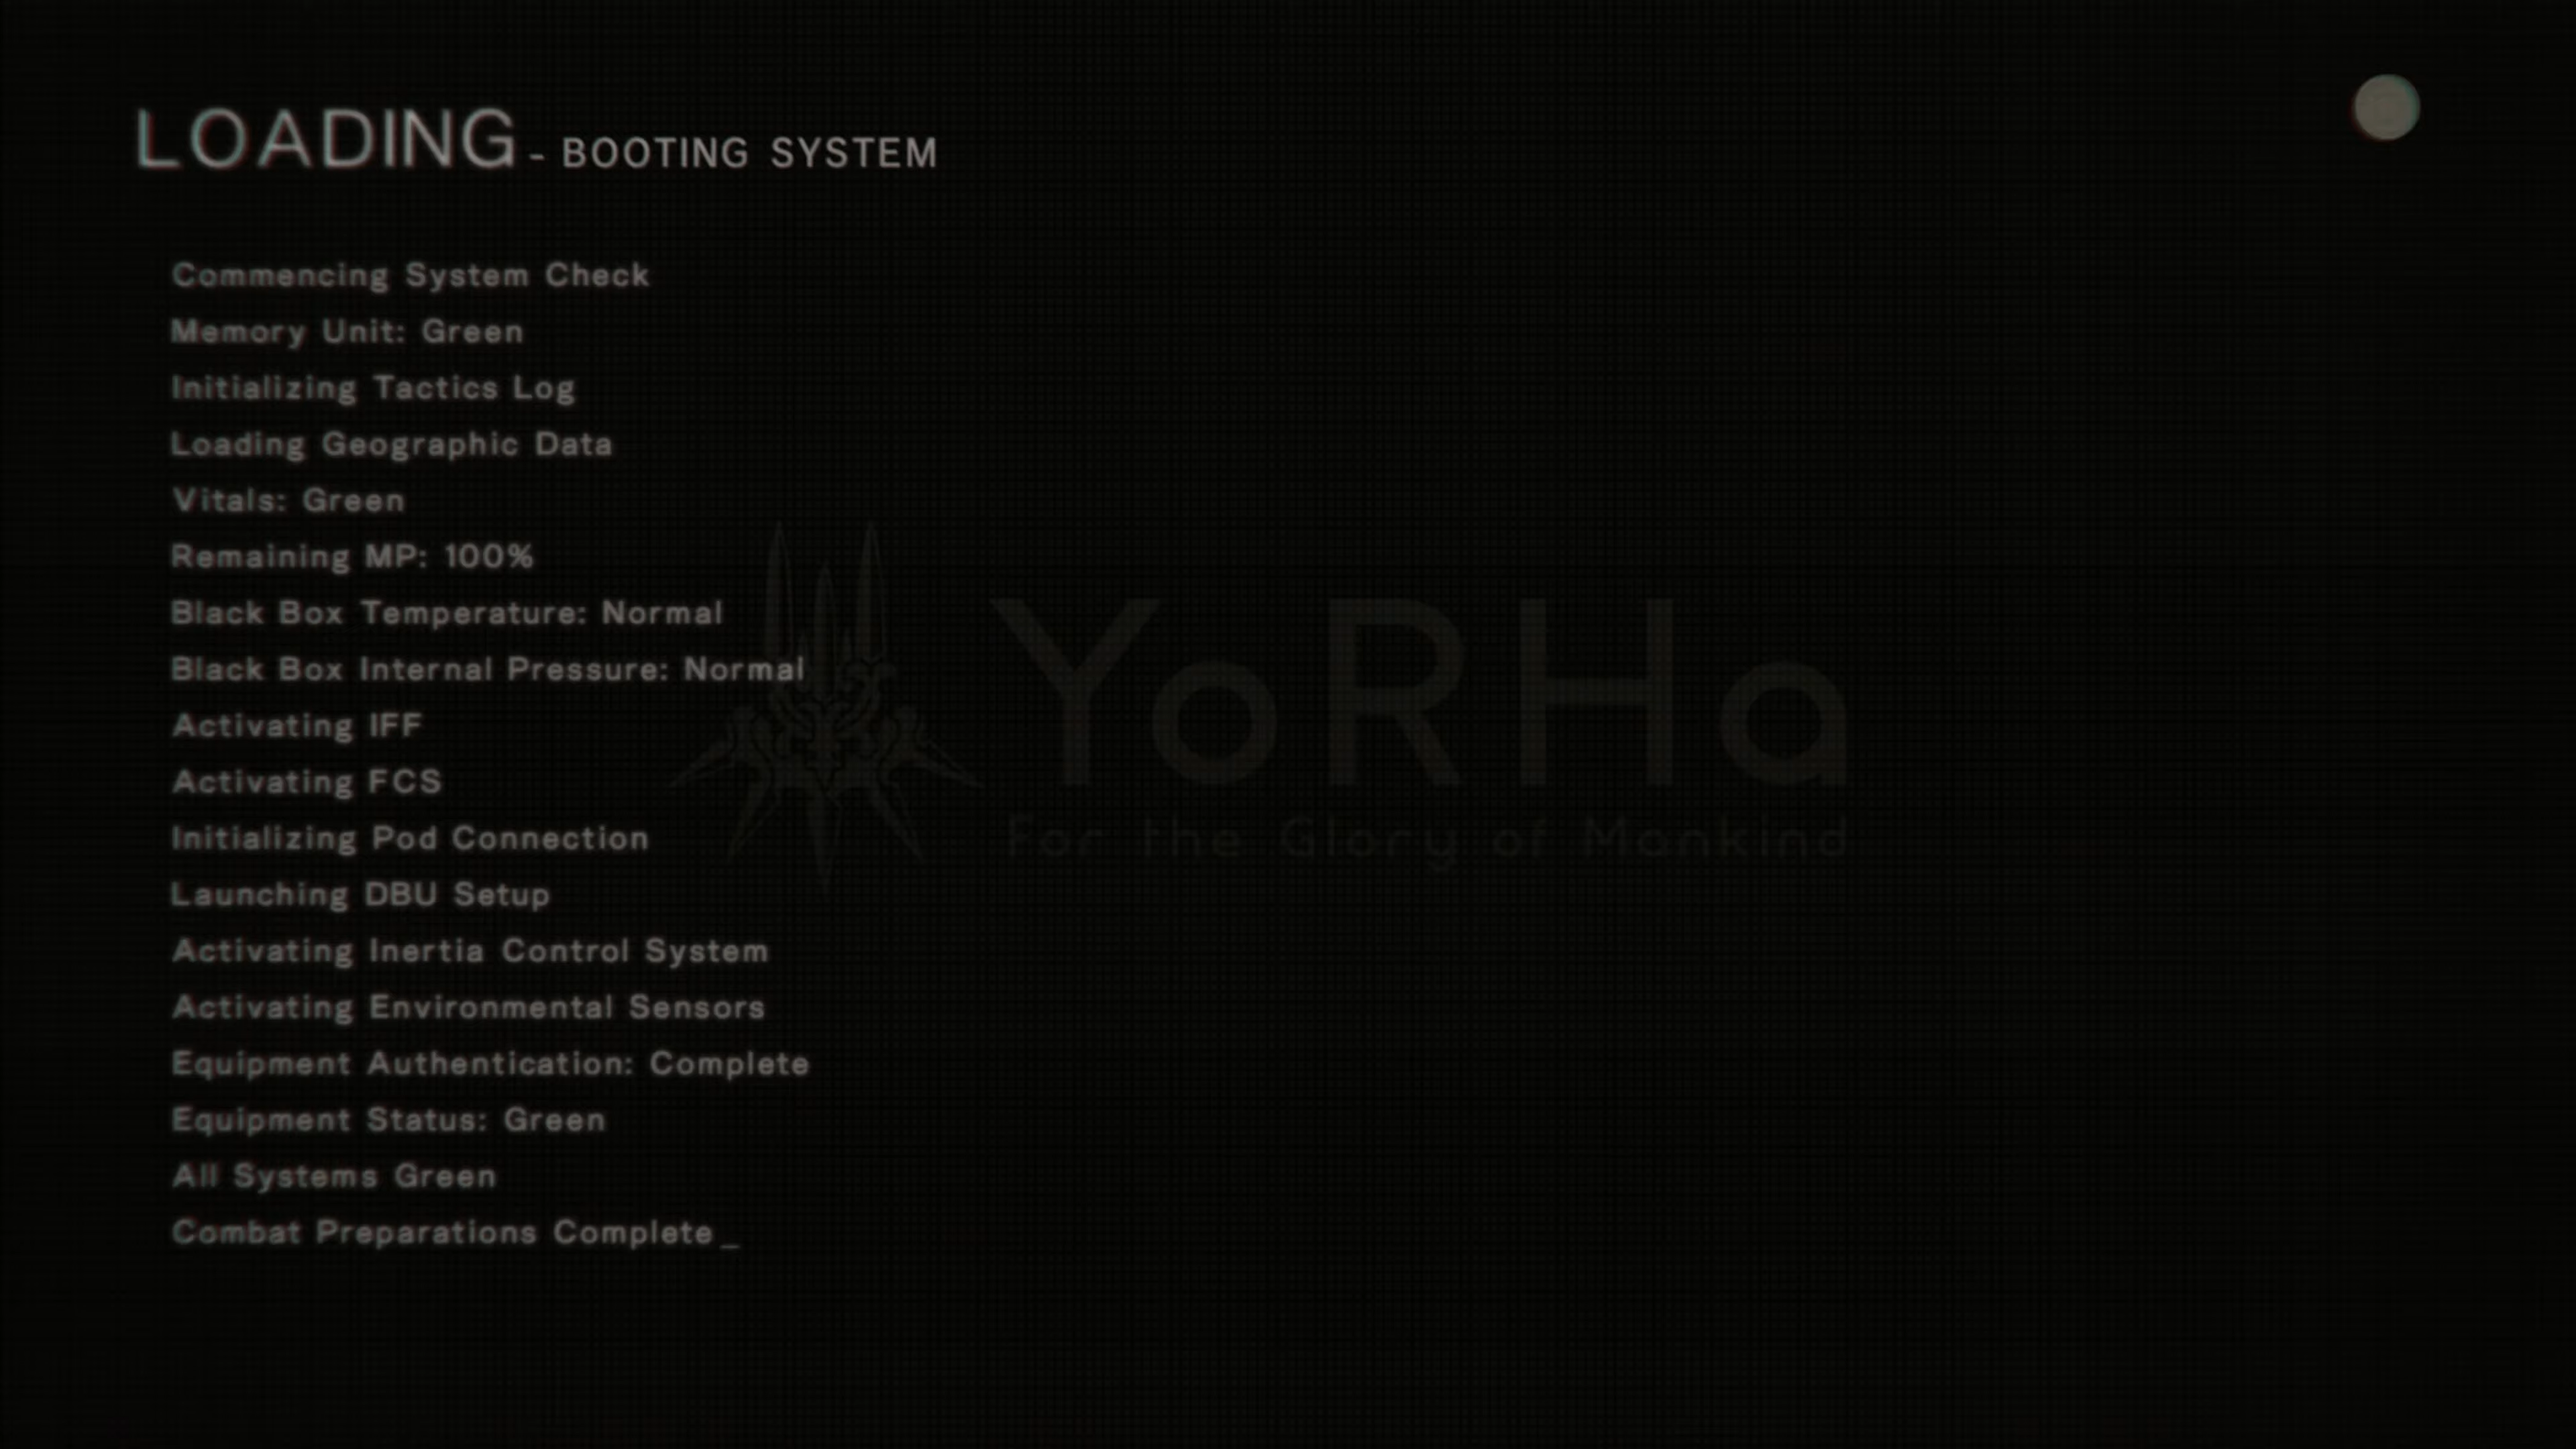 LOADING - BOOTING SYSTEM
Commencing System Check
Memory Unit: Green
Initializing Tactics Log
Loading Geographic Data
Vitals: Green
Remaining MP: 100%
Black Box Temperature: Normal
Black Box Internal Pressure: Normal
Activating IFF
Activating FCS
Initializing Pod Connection
Launching DBU Setup
Activating Inertia Control System
Activating Environmental Sensors
Equipment Authentication: Complete
Equipment Status: Green
All Systems Green
Combat Preparations Complete _
YoRHa
For the Glory of Mankind